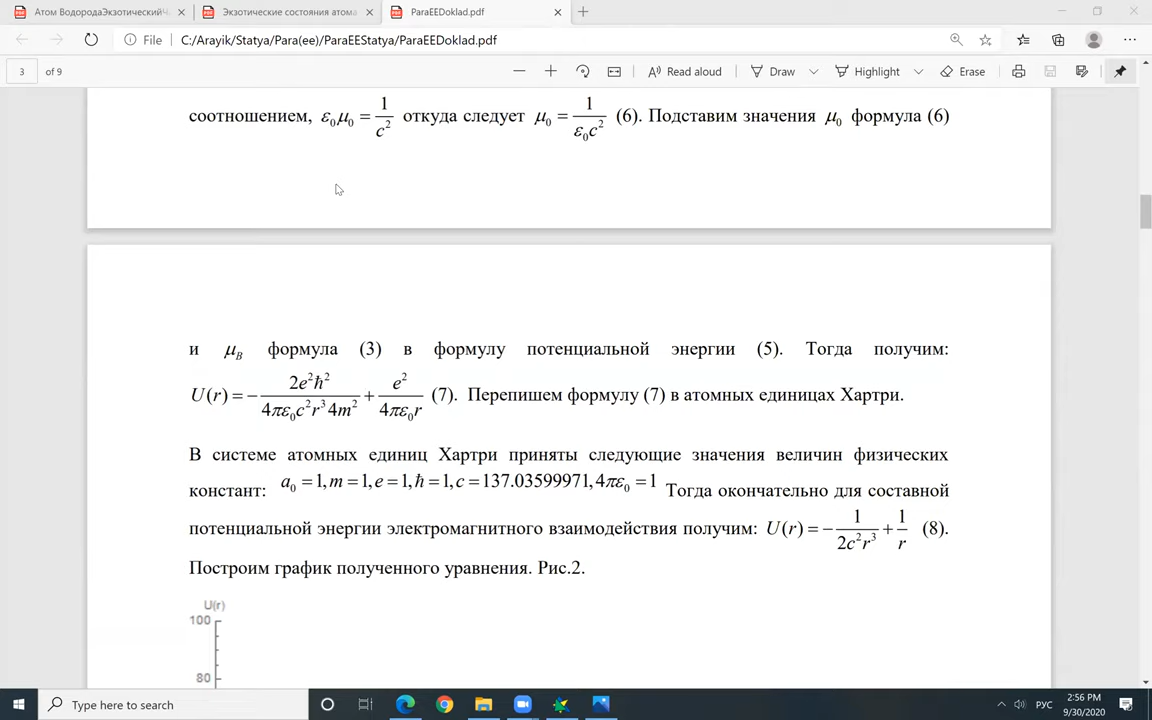 Атом ВодородаЭкзотическийЧ
Экзотические состояния атома
ParaEEDoklad.pdf
File C:/Arayik/Statya/Para(ee)/ParaEEStatya/ParaEEDoklad.pdf
3 of 9
Read aloud Draw Highlight Erase
соотношением, ε₀μ₀ = 1/c² откуда следует μ₀ = 1/(ε₀c²) (6). Подставим значения μ₀ формула (6)
и μ_B формула (3) в формулу потенциальной энергии (5). Тогда получим:
U(r) = − 2e²ħ²/(4πε₀c²r³4m²) + e²/(4πε₀r) (7). Перепишем формулу (7) в атомных единицах Хартри.
В системе атомных единиц Хартри приняты следующие значения величин физических
констант: a₀ = 1, m = 1, e = 1, ħ = 1, c = 137.03599971, 4πε₀ = 1 Тогда окончательно для составной
потенциальной энергии электромагнитного взаимодействия получим: U(r) = − 1/(2c²r³) + 1/r (8).
Построим график полученного уравнения. Рис.2.
U(r)
100
80
Type here to search
РУС
2:56 PM
9/30/2020